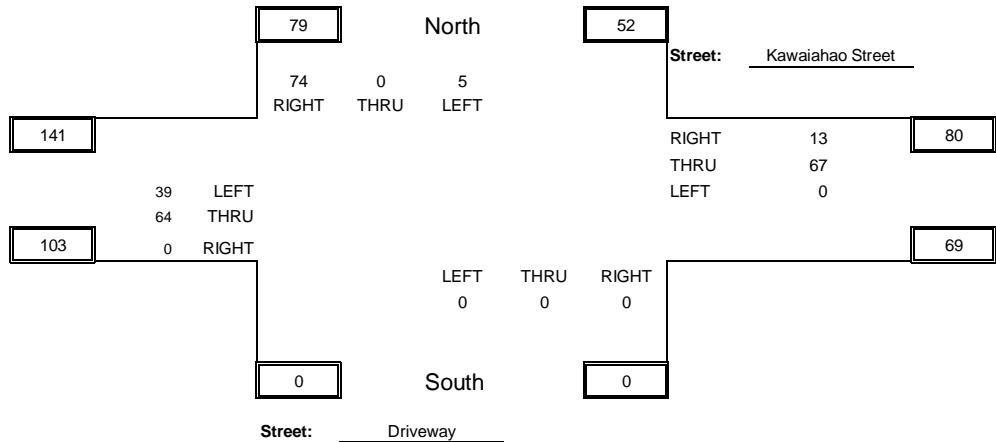 79 North 52
Street: Kawaiahao Street
74 0 5
RIGHT THRU LEFT
141 RIGHT 13 80
THRU 67
39 LEFT LEFT 0
64 THRU
103 0 RIGHT 69
LEFT THRU RIGHT
0 0 0
0 South 0
Street: Driveway